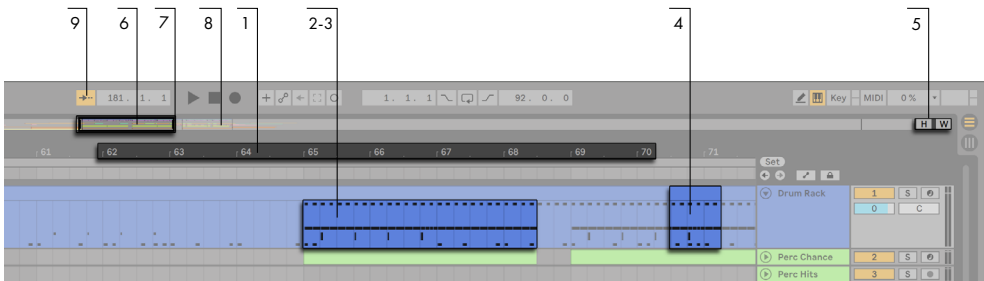 9 6 7 8 1 2-3 4 5
181. 1. 1 1. 1. 1 92. 0. 0 Key MIDI 0 %
H W
61 62 63 64 65 66 67 68 69 70 71
Set
Drum Rack 1 S
0 C
Perc Chance 2 S
Perc Hits 3 S